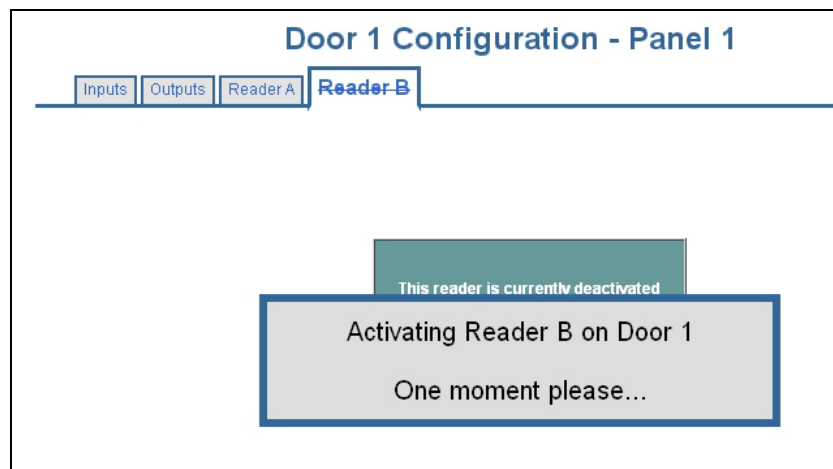 Door 1 Configuration - Panel 1
Inputs Outputs Reader A Reader B
This reader is currently deactivated
Activating Reader B on Door 1
One moment please...